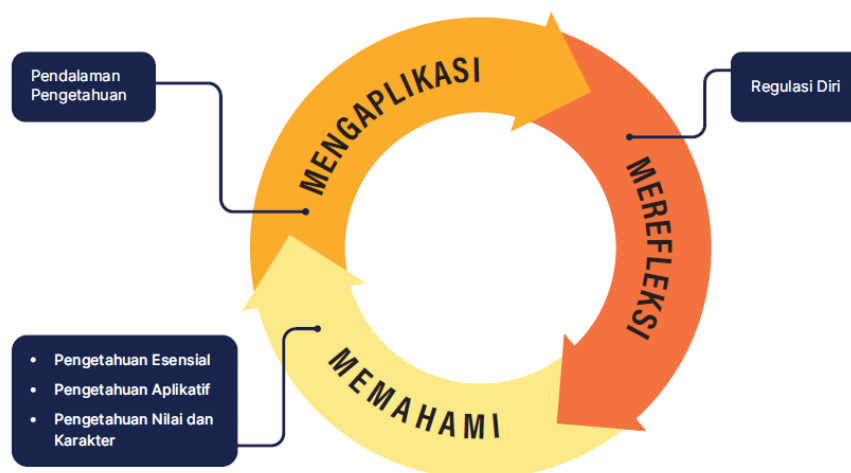 Pendalaman
Pengetahuan
MENGAPLIKASI
Regulasi Diri
MEREFLEKSI
• Pengetahuan Esensial
• Pengetahuan Aplikatif
• Pengetahuan Nilai dan
Karakter
MEMAHAMI